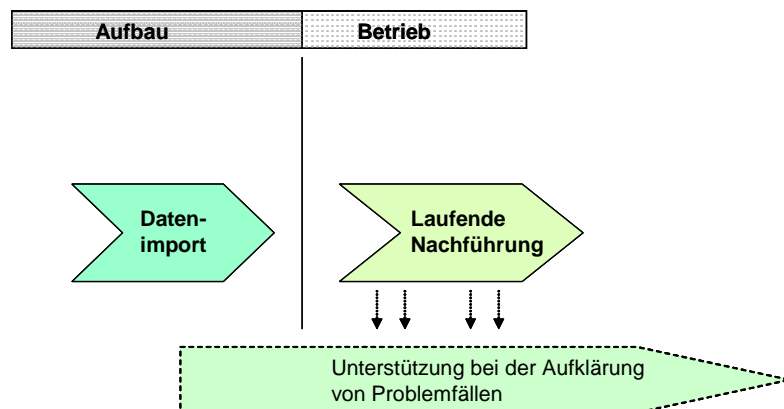 Aufbau
Betrieb
Daten-
import
Laufende
Nachführung
Unterstützung bei der Aufklärung
von Problemfällen